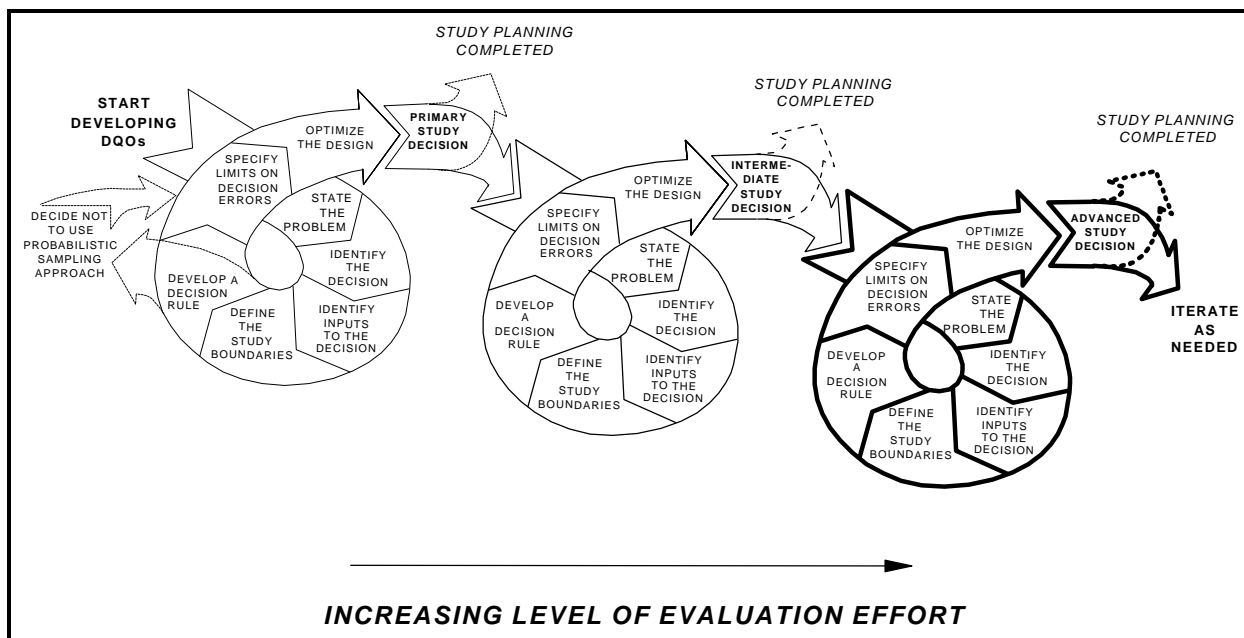 STUDY PLANNING
COMPLETED
START
DEVELOPING
DQOs
OPTIMIZE
THE DESIGN
PRIMARY
STUDY
DECISION
SPECIFY
LIMITS ON
DECISION
ERRORS
STATE
THE
PROBLEM
IDENTIFY
THE
DECISION
IDENTIFY
INPUTS
TO THE
DECISION
DEFINE
THE
STUDY
BOUNDARIES
DEVELOP A
DECISION
RULE
DECIDE NOT
TO USE
PROBABILISTIC
SAMPLING
APPROACH
STUDY PLANNING
COMPLETED
OPTIMIZE
THE DESIGN
INTERME-
DIATE STUDY
DECISION
SPECIFY
LIMITS ON
DECISION
ERRORS
STATE
THE
PROBLEM
IDENTIFY
THE
DECISION
IDENTIFY
INPUTS
TO THE
DECISION
DEFINE
THE
STUDY
BOUNDARIES
DEVELOP
A
DECISION
RULE
STUDY PLANNING
COMPLETED
OPTIMIZE
THE DESIGN
ADVANCED
STUDY
DECISION
SPECIFY
LIMITS ON
DECISION
ERRORS
STATE
THE
PROBLEM
IDENTIFY
THE
DECISION
IDENTIFY
INPUTS
TO THE
DECISION
DEFINE
THE
STUDY
BOUNDARIES
DEVELOP
A
DECISION
RULE
ITERATE
AS
NEEDED
INCREASING LEVEL OF EVALUATION EFFORT